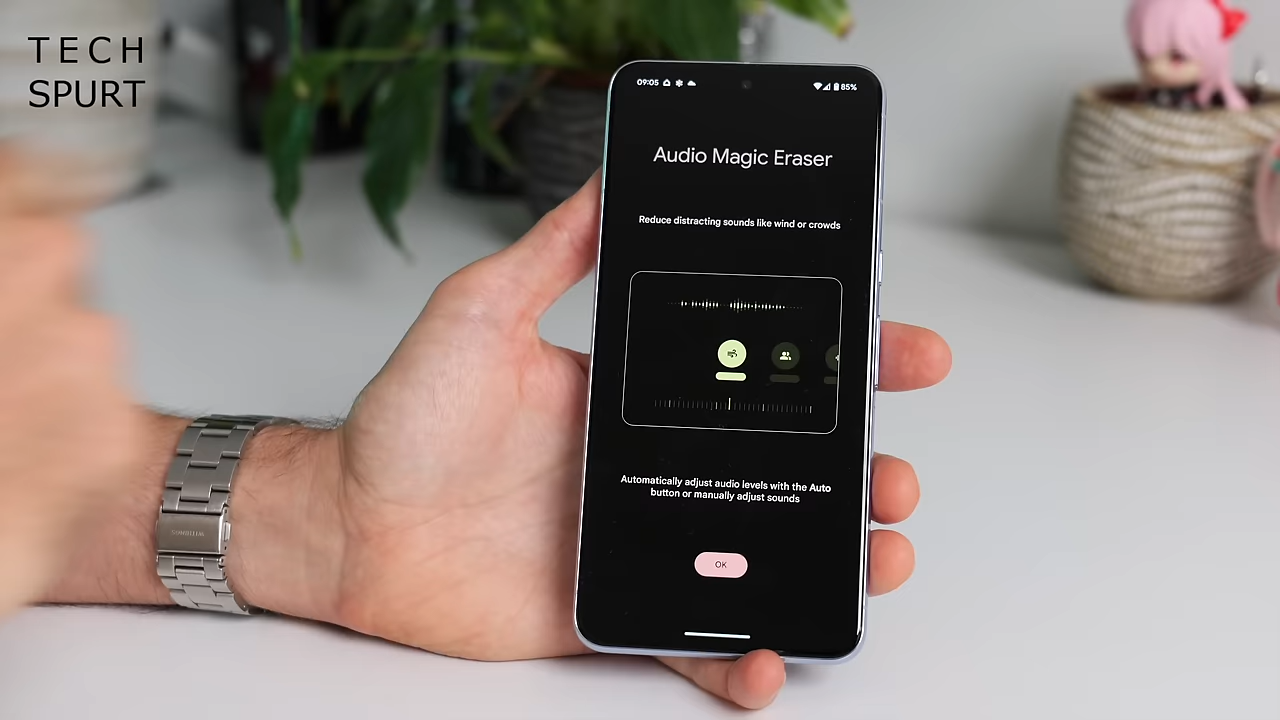 TECH
SPURT
09:05
85%
Audio Magic Eraser
Reduce distracting sounds like wind or crowds
Automatically adjust audio levels with the Auto
button or manually adjust sounds
OK